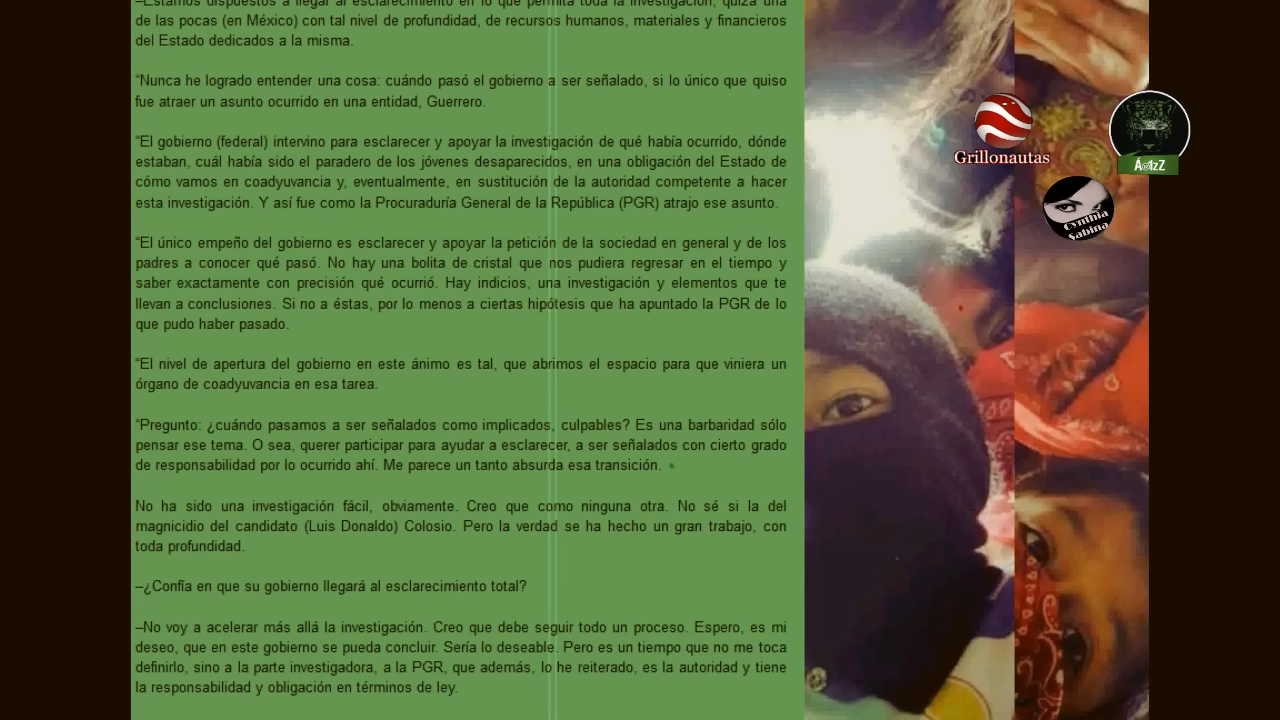 –Estamos dispuestos a llegar al esclarecimiento en lo que permita toda la investigación, quizá una
de las pocas (en México) con tal nivel de profundidad, de recursos humanos, materiales y financieros
del Estado dedicados a la misma.
“Nunca he logrado entender una cosa: cuándo pasó el gobierno a ser señalado, si lo único que quiso
fue atraer un asunto ocurrido en una entidad, Guerrero.
“El gobierno (federal) intervino para esclarecer y apoyar la investigación de qué había ocurrido, dónde
estaban, cuál había sido el paradero de los jóvenes desaparecidos, en una obligación del Estado de
cómo vamos en coadyuvancia y, eventualmente, en sustitución de la autoridad competente a hacer
esta investigación. Y así fue como la Procuraduría General de la República (PGR) atrajo ese asunto.
“El único empeño del gobierno es esclarecer y apoyar la petición de la sociedad en general y de los
padres a conocer qué pasó. No hay una bolita de cristal que nos pudiera regresar en el tiempo y
saber exactamente con precisión qué ocurrió. Hay indicios, una investigación y elementos que te
llevan a conclusiones. Si no a éstas, por lo menos a ciertas hipótesis que ha apuntado la PGR de lo
que pudo haber pasado.
“El nivel de apertura del gobierno en este ánimo es tal, que abrimos el espacio para que viniera un
órgano de coadyuvancia en esa tarea.
“Pregunto: ¿cuándo pasamos a ser señalados como implicados, culpables? Es una barbaridad sólo
pensar ese tema. O sea, querer participar para ayudar a esclarecer, a ser señalados con cierto grado
de responsabilidad por lo ocurrido ahí. Me parece un tanto absurda esa transición.
No ha sido una investigación fácil, obviamente. Creo que como ninguna otra. No sé si la del
magnicidio del candidato (Luis Donaldo) Colosio. Pero la verdad se ha hecho un gran trabajo, con
toda profundidad.
–¿Confía en que su gobierno llegará al esclarecimiento total?
–No voy a acelerar más allá la investigación. Creo que debe seguir todo un proceso. Espero, es mi
deseo, que en este gobierno se pueda concluir. Sería lo deseable. Pero es un tiempo que no me toca
definirlo, sino a la parte investigadora, a la PGR, que además, lo he reiterado, es la autoridad y tiene
la responsabilidad y obligación en términos de ley.
Grillonautas
Cynthia
Sabina